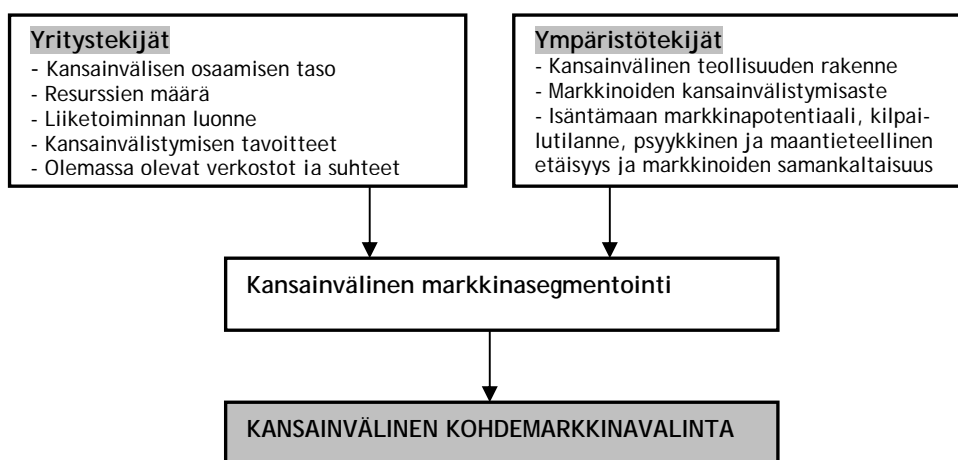 Yritystekijät
- Kansainvälisen osaamisen taso
- Resurssien määrä
- Liiketoiminnan luonne
- Kansainvälistymisen tavoitteet
- Olemassa olevat verkostot ja suhteet
Ympäristötekijät
- Kansainvälinen teollisuuden rakenne
- Markkinoiden kansainvälistymisaste
- Isäntämaan markkinapotentiaali, kilpai-
lutilanne, psyykkinen ja maantieteellinen
etäisyys ja markkinoiden samankaltaisuus
Kansainvälinen markkinasegmentointi
KANSAINVÄLINEN KOHDEMARKKINAVALINTA